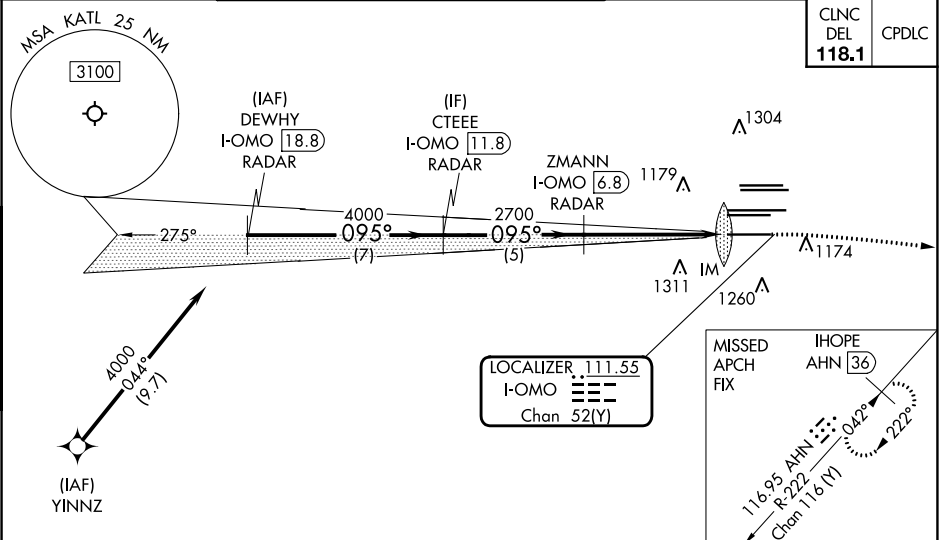 MSA KATL 25 NM
3100
CLNC
DEL
118.1
CPDLC
(IAF)
DEWHY
I-OMO 18.8
RADAR
(IF)
CTEEE
I-OMO 11.8
RADAR
ZMANN
I-OMO 6.8
RADAR
1304
1179
275°
4000
095°
(7)
2700
095°
(5)
1174
1311
IM
1260
4000
044°
(9.7)
(IAF)
YINNZ
LOCALIZER 111.55
I-OMO
Chan 52(Y)
MISSED
APCH
FIX
IHOPE
AHN 36
042°
222°
116.95 AHN
R-222
Chan 116 (Y)